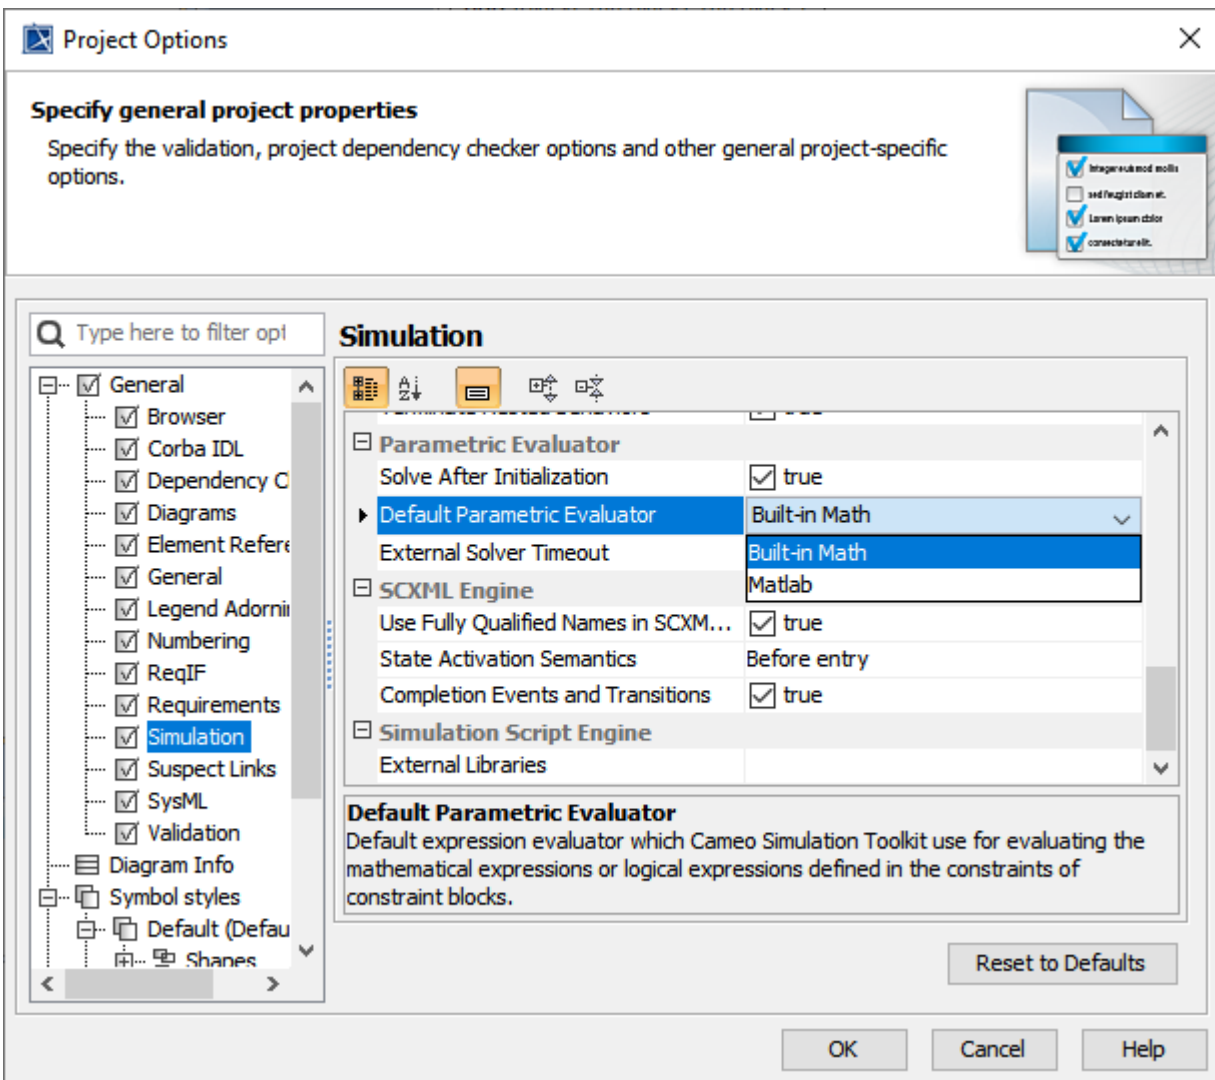 Project Options
Specify general project properties
Specify the validation, project dependency checker options and other general project-specific
options.
Lorem ipsum dolor
consectetur elit.
Type here to filter opt
General
Browser
Corba IDL
Dependency C
Diagrams
Element Refere
General
Legend Adorni
Numbering
ReqIF
Requirements
Simulation
Suspect Links
SysML
Validation
Diagram Info
Symbol styles
Default (Defau
Shapes
Simulation
Parametric Evaluator
Solve After Initialization true
Default Parametric Evaluator Built-in Math
External Solver Timeout Built-in Math
Matlab
SCXML Engine
Use Fully Qualified Names in SCXM... true
State Activation Semantics Before entry
Completion Events and Transitions true
Simulation Script Engine
External Libraries
Default Parametric Evaluator
Default expression evaluator which Cameo Simulation Toolkit use for evaluating the
mathematical expressions or logical expressions defined in the constraints of
constraint blocks.
Reset to Defaults
OK Cancel Help